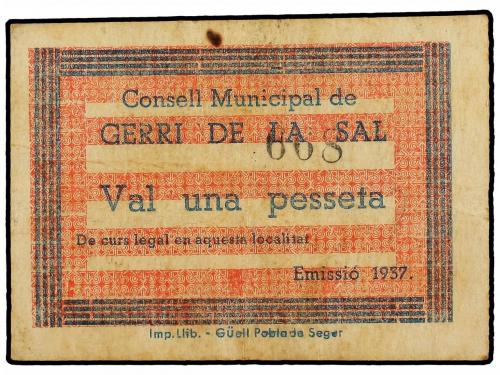 Consell Municipal de
GERRI DE LA SAL
668
Val una pesseta
De curs legal en aquesta localitat
Emissió 1937.
Imp. Llib. - Güell Pobla de Segur